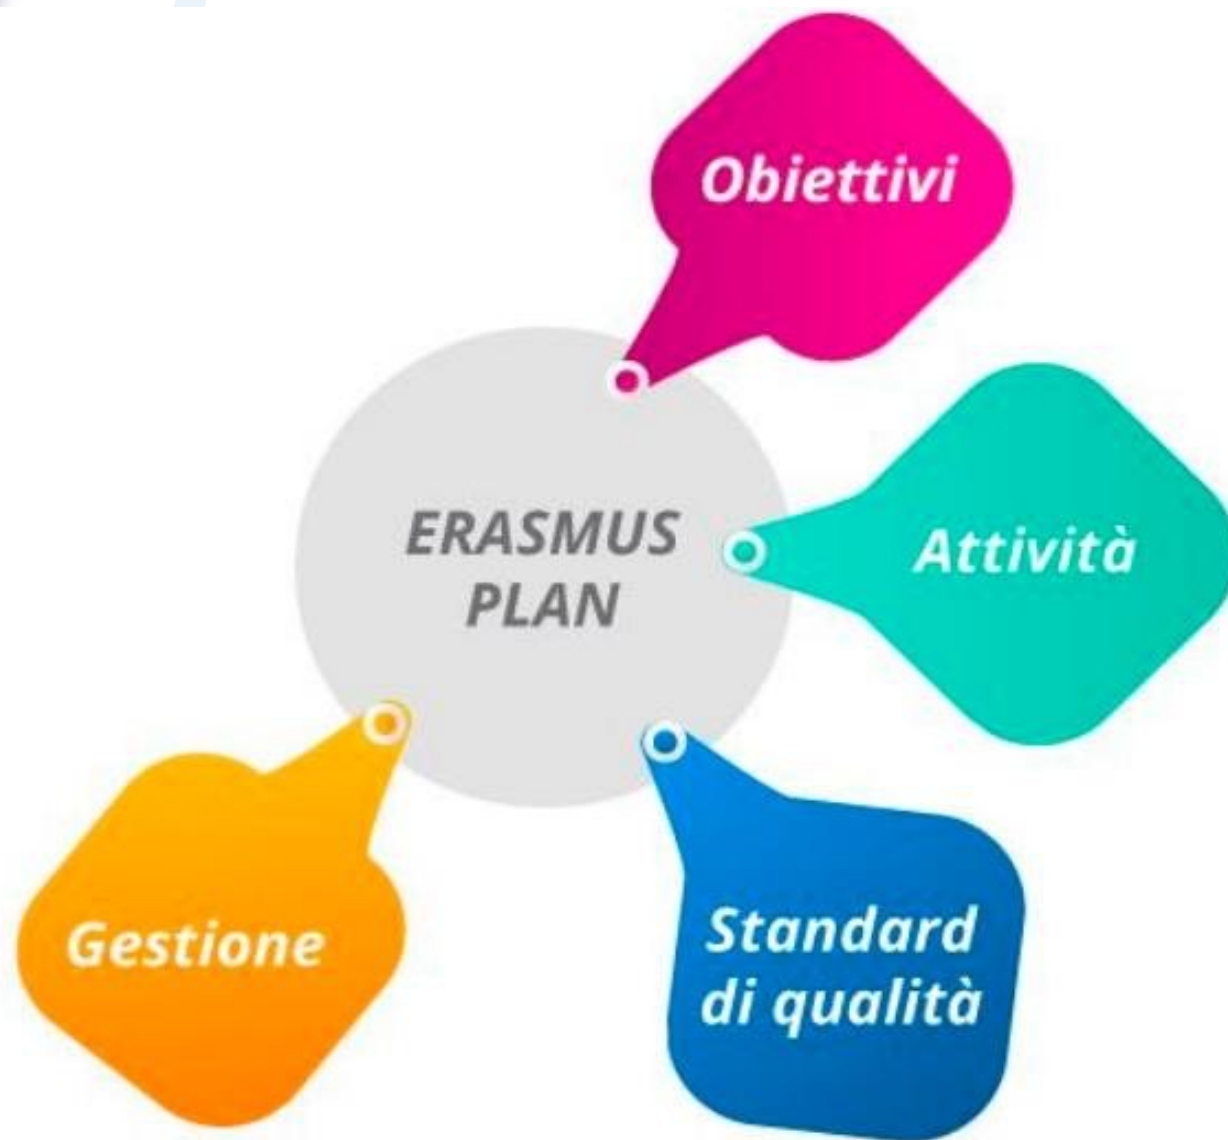 Obiettivi
ERASMUS
PLAN
Attività
Standard
di qualità
Gestione